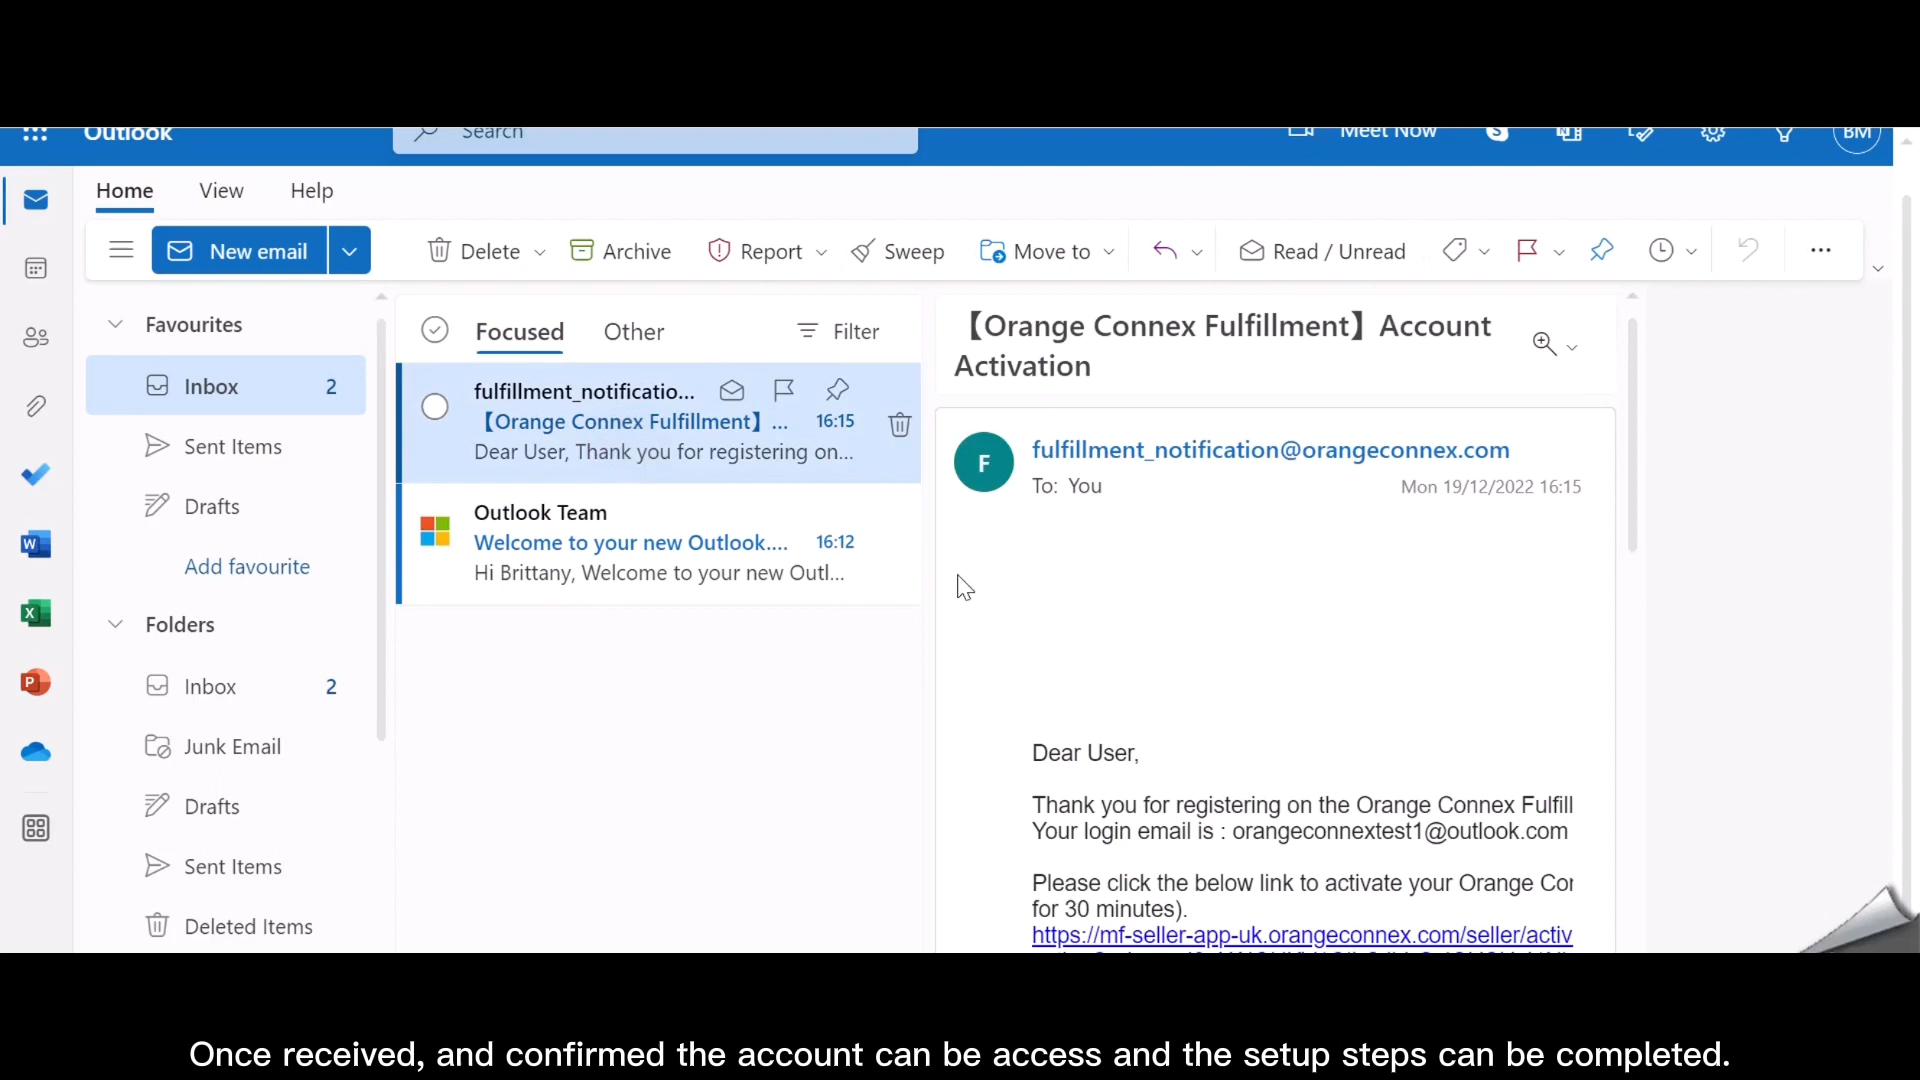 Outlook
Search
Meet Now
BM
Home
View
Help
New email
Delete
Archive
Report
Sweep
Move to
Read / Unread
Favourites
Inbox 2
Sent Items
Drafts
Add favourite
Folders
Inbox 2
Junk Email
Drafts
Sent Items
Deleted Items
Focused
Other
Filter
fulfillment_notificatio...
【Orange Connex Fulfillment】 ... 16:15
Dear User, Thank you for registering on...
Outlook Team
Welcome to your new Outlook.... 16:12
Hi Brittany, Welcome to your new Outl...
【Orange Connex Fulfillment】Account
Activation
F
fulfillment_notification@orangeconnex.com
To: You
Mon 19/12/2022 16:15
Dear User,
Thank you for registering on the Orange Connex Fulfill
Your login email is : orangeconnextest1@outlook.com
Please click the below link to activate your Orange Cor
for 30 minutes).
https://mf-seller-app-uk.orangeconnex.com/seller/activ
Once received, and confirmed the account can be access and the setup steps can be completed.